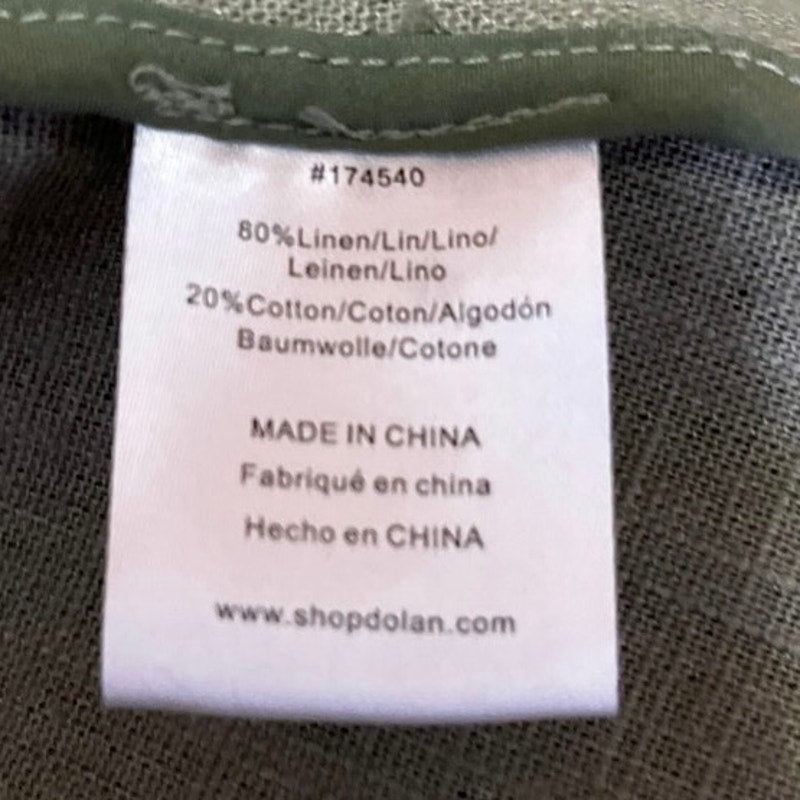 #174540
80%Linen/Lin/Lino/
Leinen/Lino
20%Cotton/Coton/Algodón
Baumwolle/Cotone
MADE IN CHINA
Fabriqué en china
Hecho en CHINA
www.shopdolan.com